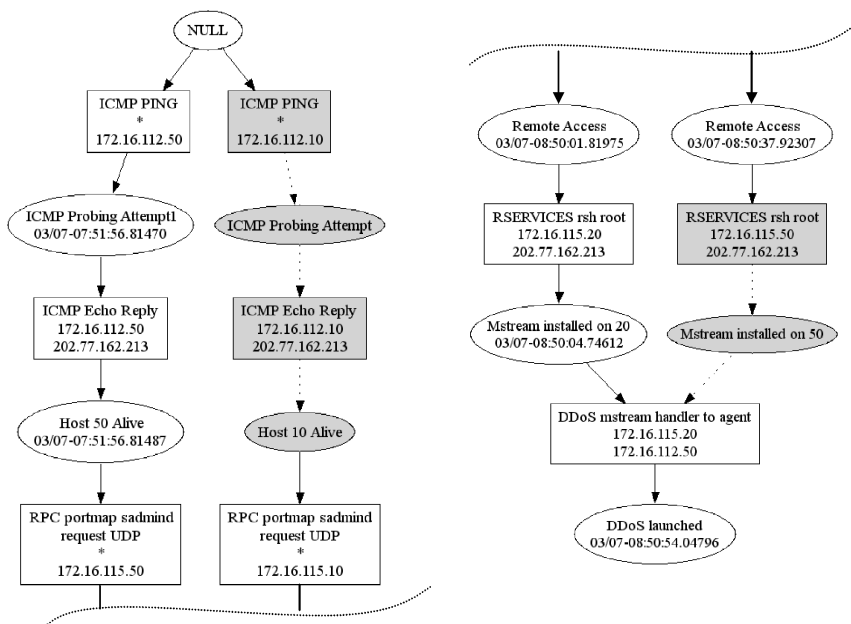 NULL
ICMP PING
*
172.16.112.50
ICMP PING
*
172.16.112.10
ICMP Probing Attempt1
03/07-07:51:56.81470
ICMP Probing Attempt
ICMP Echo Reply
172.16.112.50
202.77.162.213
ICMP Echo Reply
172.16.112.10
202.77.162.213
Host 50 Alive
03/07-07:51:56.81487
Host 10 Alive
RPC portmap sadmind
request UDP
*
172.16.115.50
RPC portmap sadmind
request UDP
*
172.16.115.10
Remote Access
03/07-08:50:01.81975
Remote Access
03/07-08:50:37.92307
RSERVICES rsh root
172.16.115.20
202.77.162.213
RSERVICES rsh root
172.16.115.50
202.77.162.213
Mstream installed on 20
03/07-08:50:04.74612
Mstream installed on 50
DDoS mstream handler to agent
172.16.115.20
172.16.112.50
DDoS launched
03/07-08:50:54.04796